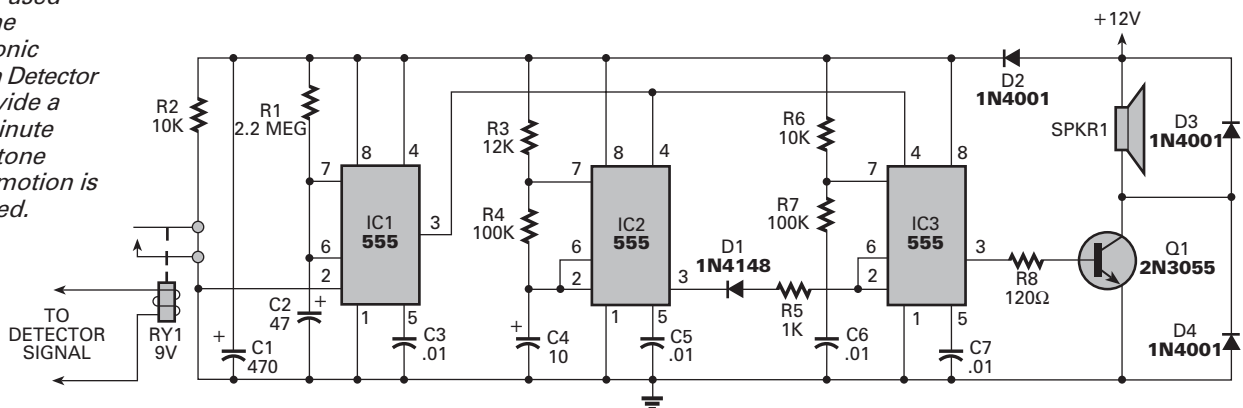 used
ne
onic
n Detector
vide a
inute
tone
motion is
ed.
+12V
R2
10K
R1
2.2 MEG
R3
12K
R4
100K
R6
10K
R7
100K
D2
1N4001
SPKR1
D3
1N4001
8
4
7
6
2
3
1
5
IC1
555
8
4
7
6
2
3
1
5
IC2
555
D1
1N4148
R5
1K
4
8
7
6
2
3
1
5
IC3
555
R8
120Ω
Q1
2N3055
D4
1N4001
TO
DETECTOR
SIGNAL
RY1
9V
+
C1
470
C2
47
+
C3
.01
+
C4
10
C5
.01
C6
.01
C7
.01